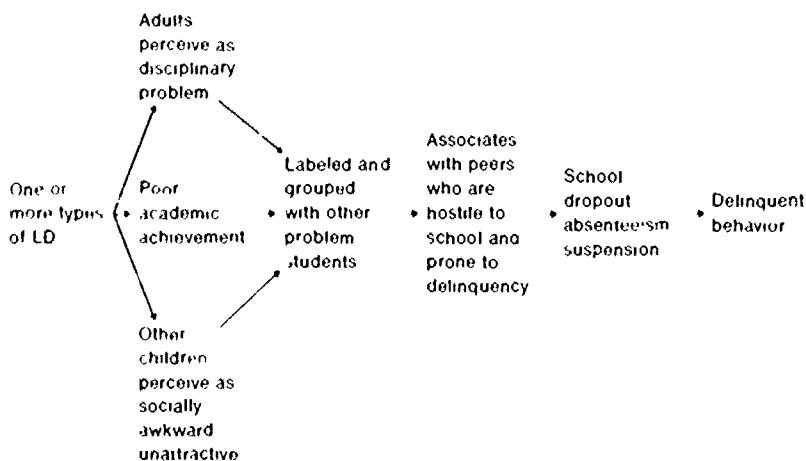 One or
more types
of LD
Adults
perceive as
disciplinary
problem
Poor
academic
achievement
Other
children
perceive as
socially
awkward
unattractive
Labeled and
grouped
with other
problem
students
Associates
with peers
who are
hostile to
school and
prone to
delinquency
School
dropout
absenteeism
suspension
Delinquent
behavior